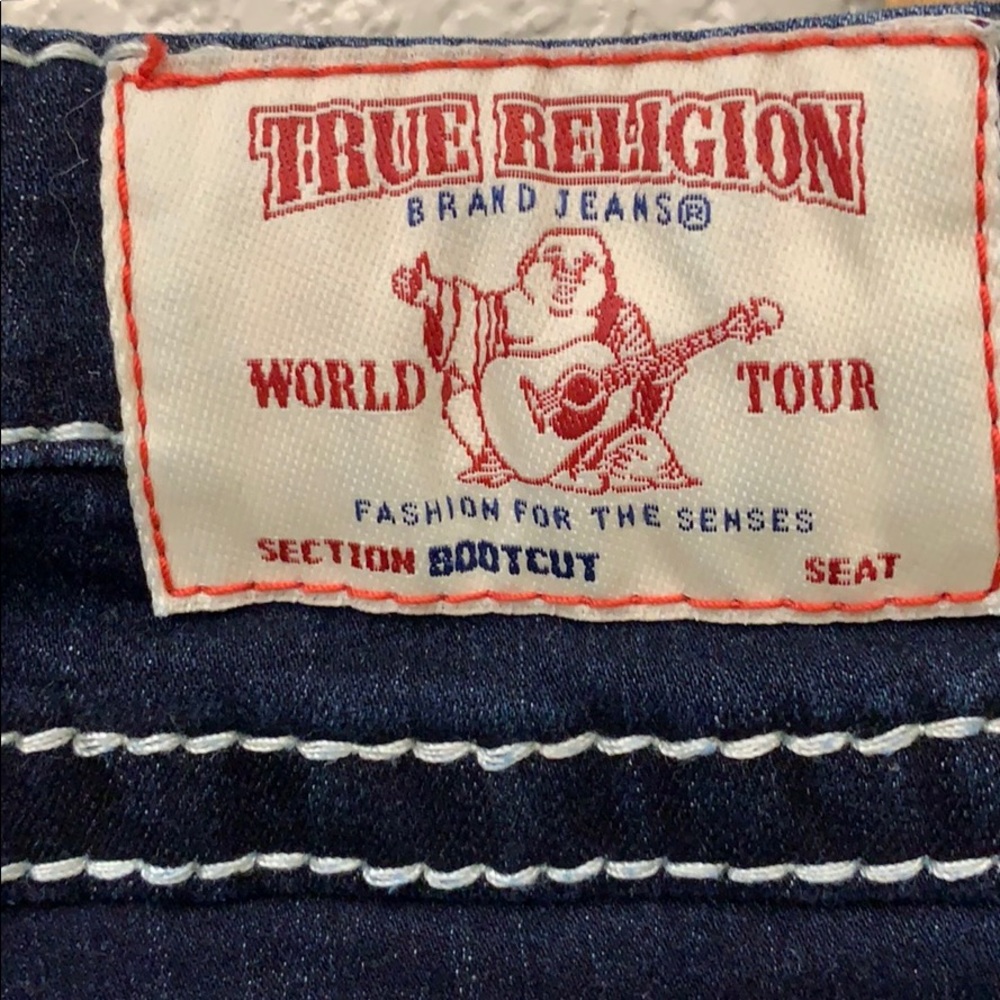 TRUE RELIGION
BRAND JEANS®
WORLD TOUR
FASHION FOR THE SENSES
SECTION BOOTCUT SEAT